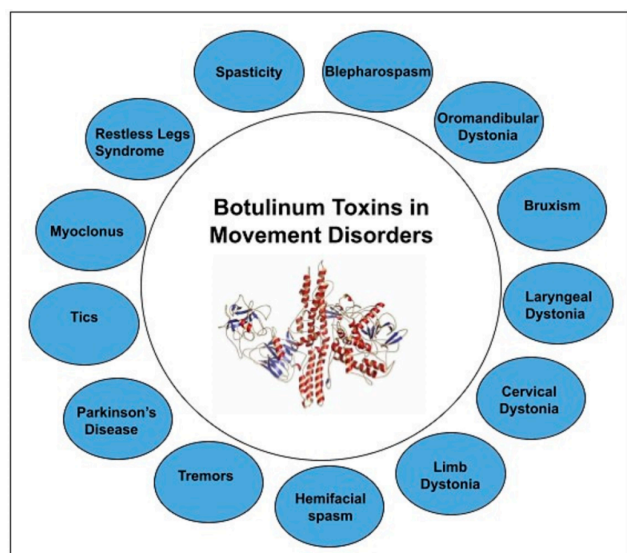 Botulinum Toxins in
Movement Disorders
Spasticity
Blepharospasm
Oromandibular
Dystonia
Bruxism
Laryngeal
Dystonia
Cervical
Dystonia
Limb
Dystonia
Hemifacial
spasm
Tremors
Parkinson's
Disease
Tics
Myoclonus
Restless Legs
Syndrome